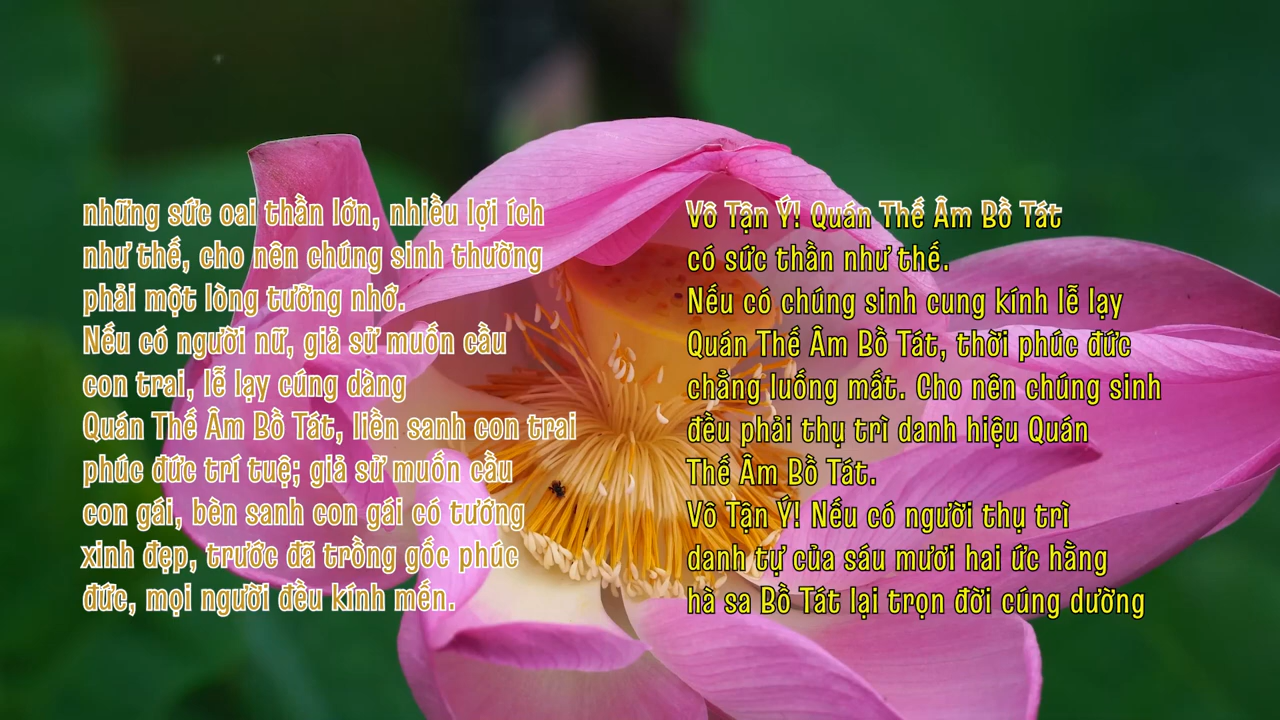 những sức oai thần lớn, nhiều lợi ích
như thế, cho nên chúng sinh thường
phải một lòng tưởng nhớ.
Nếu có người nữ, giả sử muốn cầu
con trai, lễ lạy cúng dàng
Quán Thế Âm Bồ Tát, liền sanh con trai
phúc đức trí tuệ; giả sử muốn cầu
con gái, bèn sanh con gái có tướng
xinh đẹp, trước đã trồng gốc phúc
đức, mọi người đều kính mến.
Vô Tận Ý! Quán Thế Âm Bồ Tát
có sức thần như thế.
Nếu có chúng sinh cung kính lễ lạy
Quán Thế Âm Bồ Tát, thời phúc đức
chẳng luống mất. Cho nên chúng sinh
đều phải thụ trì danh hiệu Quán
Thế Âm Bồ Tát.
Vô Tận Ý! Nếu có người thụ trì
danh tự của sáu mươi hai ức hằng
hà sa Bồ Tát lại trọn đời cúng dường